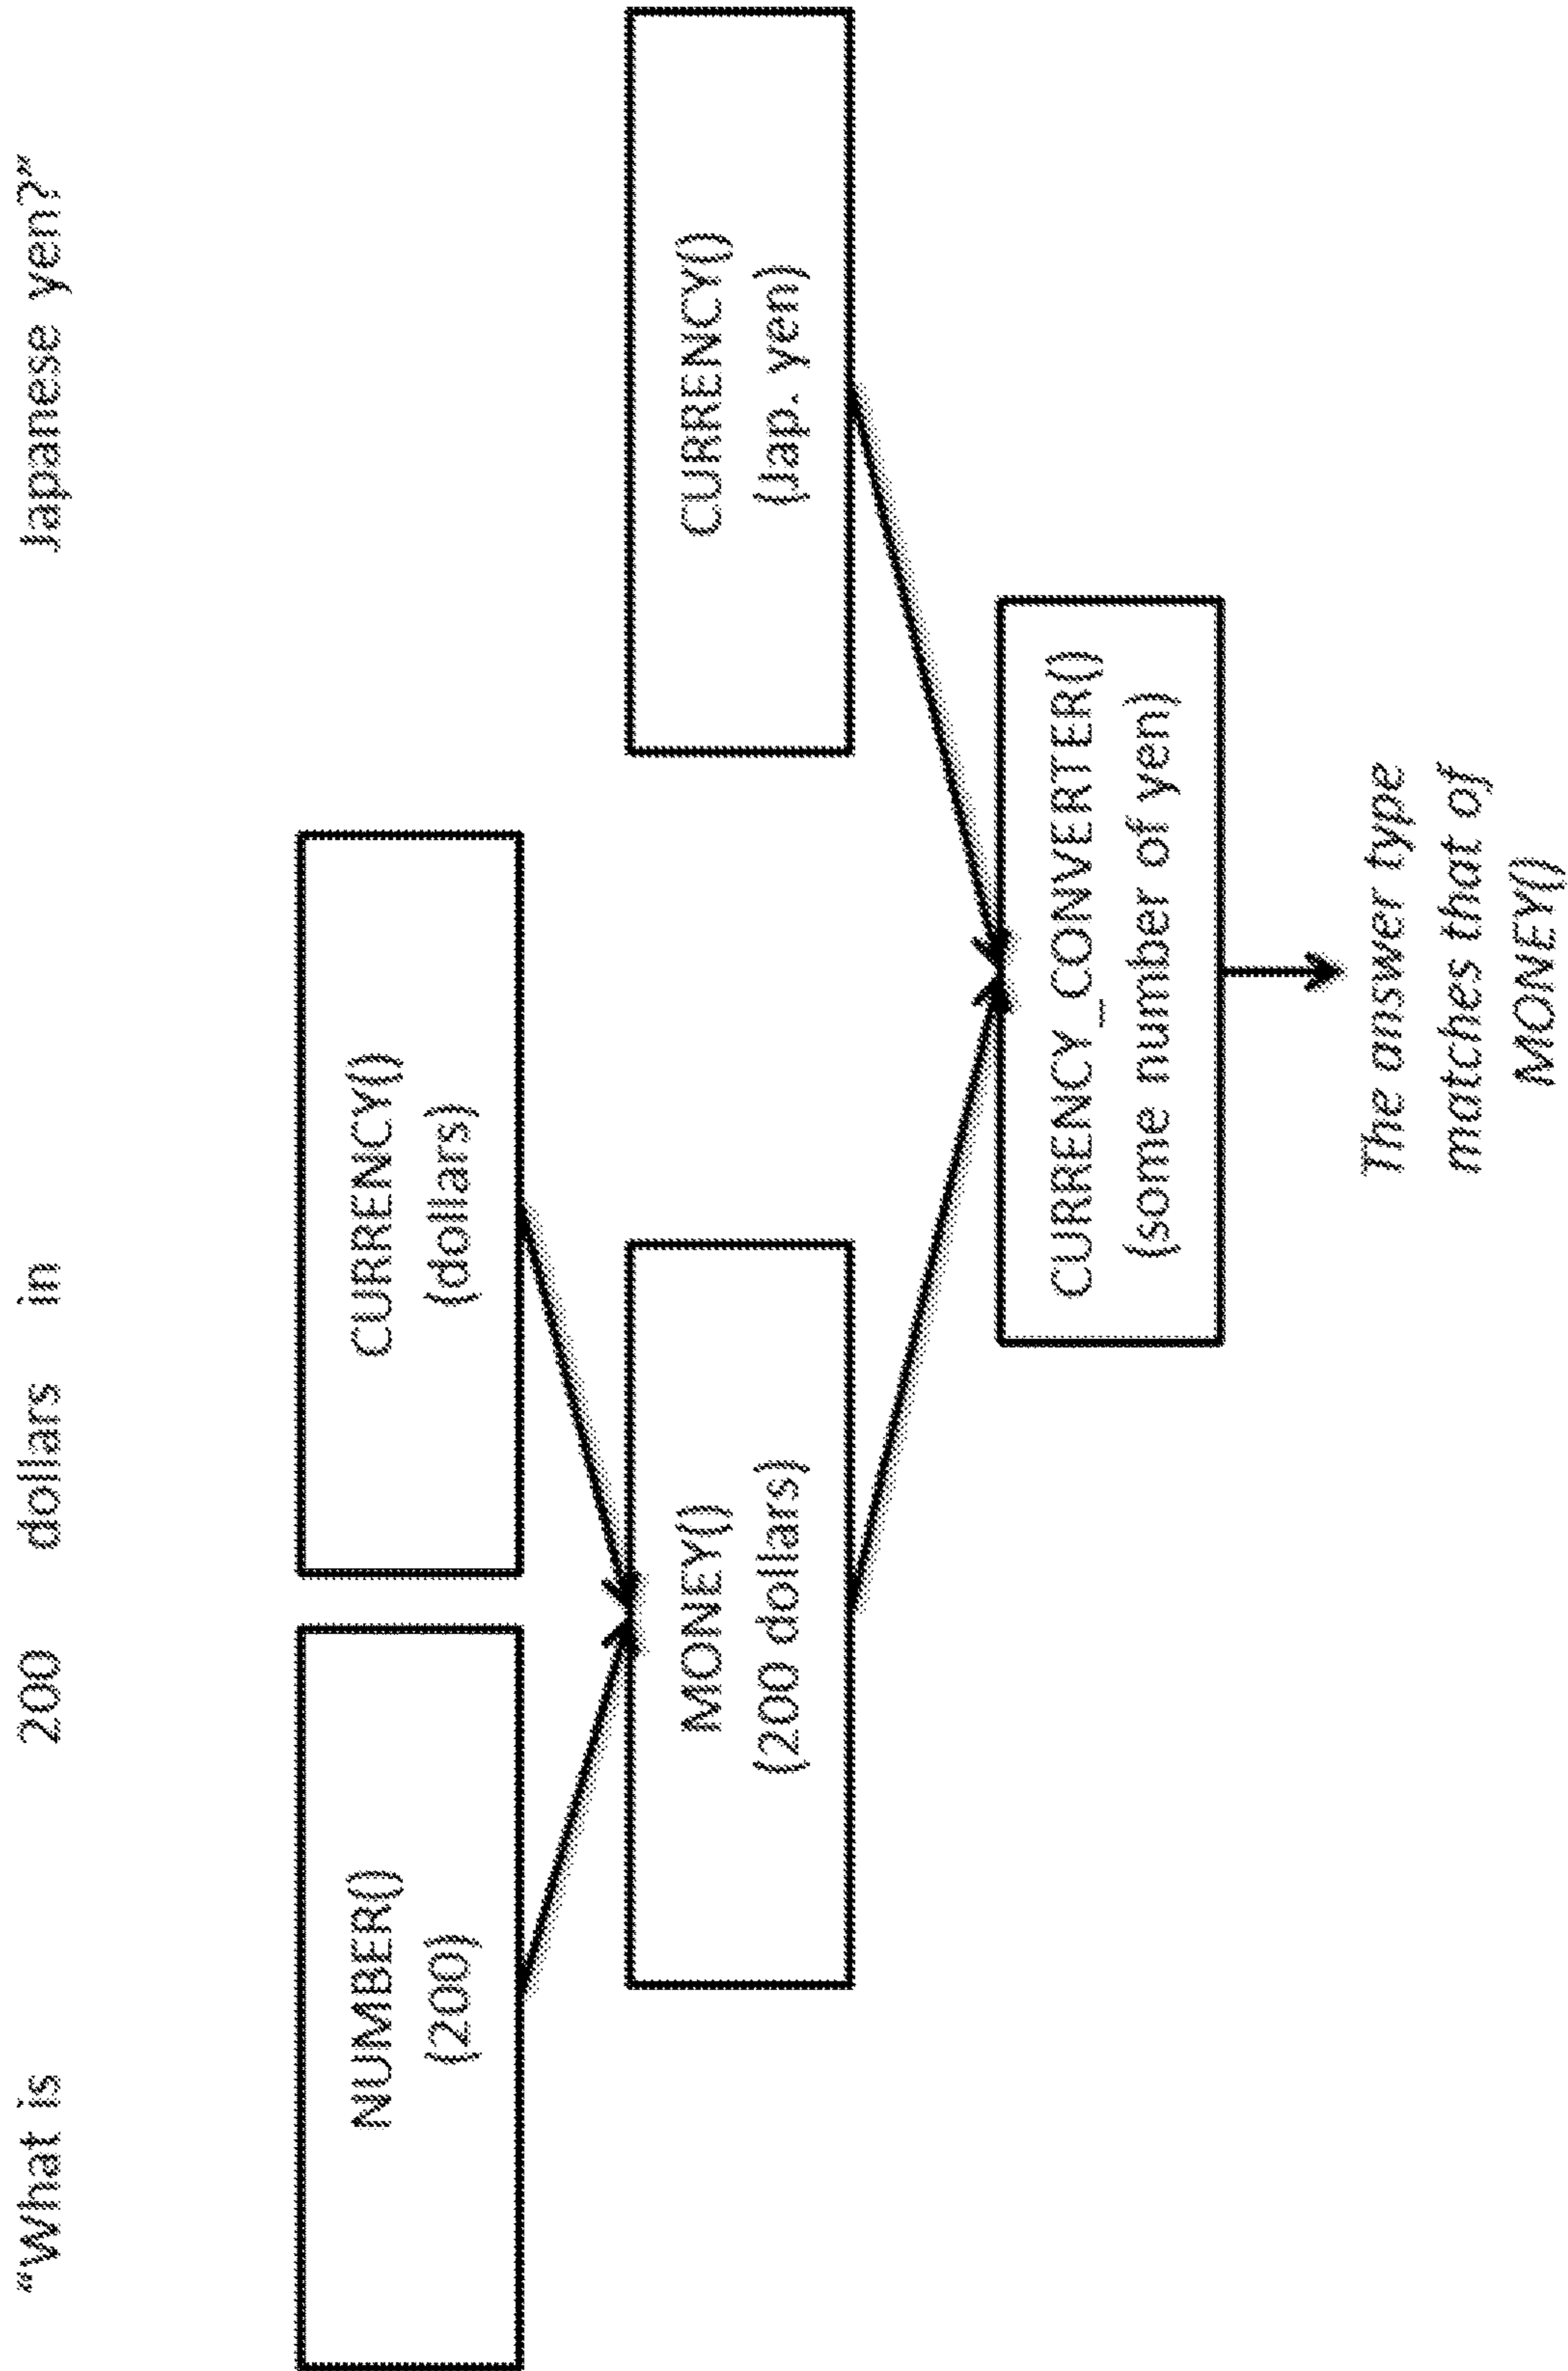 “What is 200 dollars in Japanese yen?”
NUMBER()
(200)
CURRENCY()
(dollars)
MONEY()
(200 dollars)
CURRENCY()
(Jap. yen)
CURRENCY_CONVERTER()
(some number of yen)
The answer type
matches that of
MONEY()